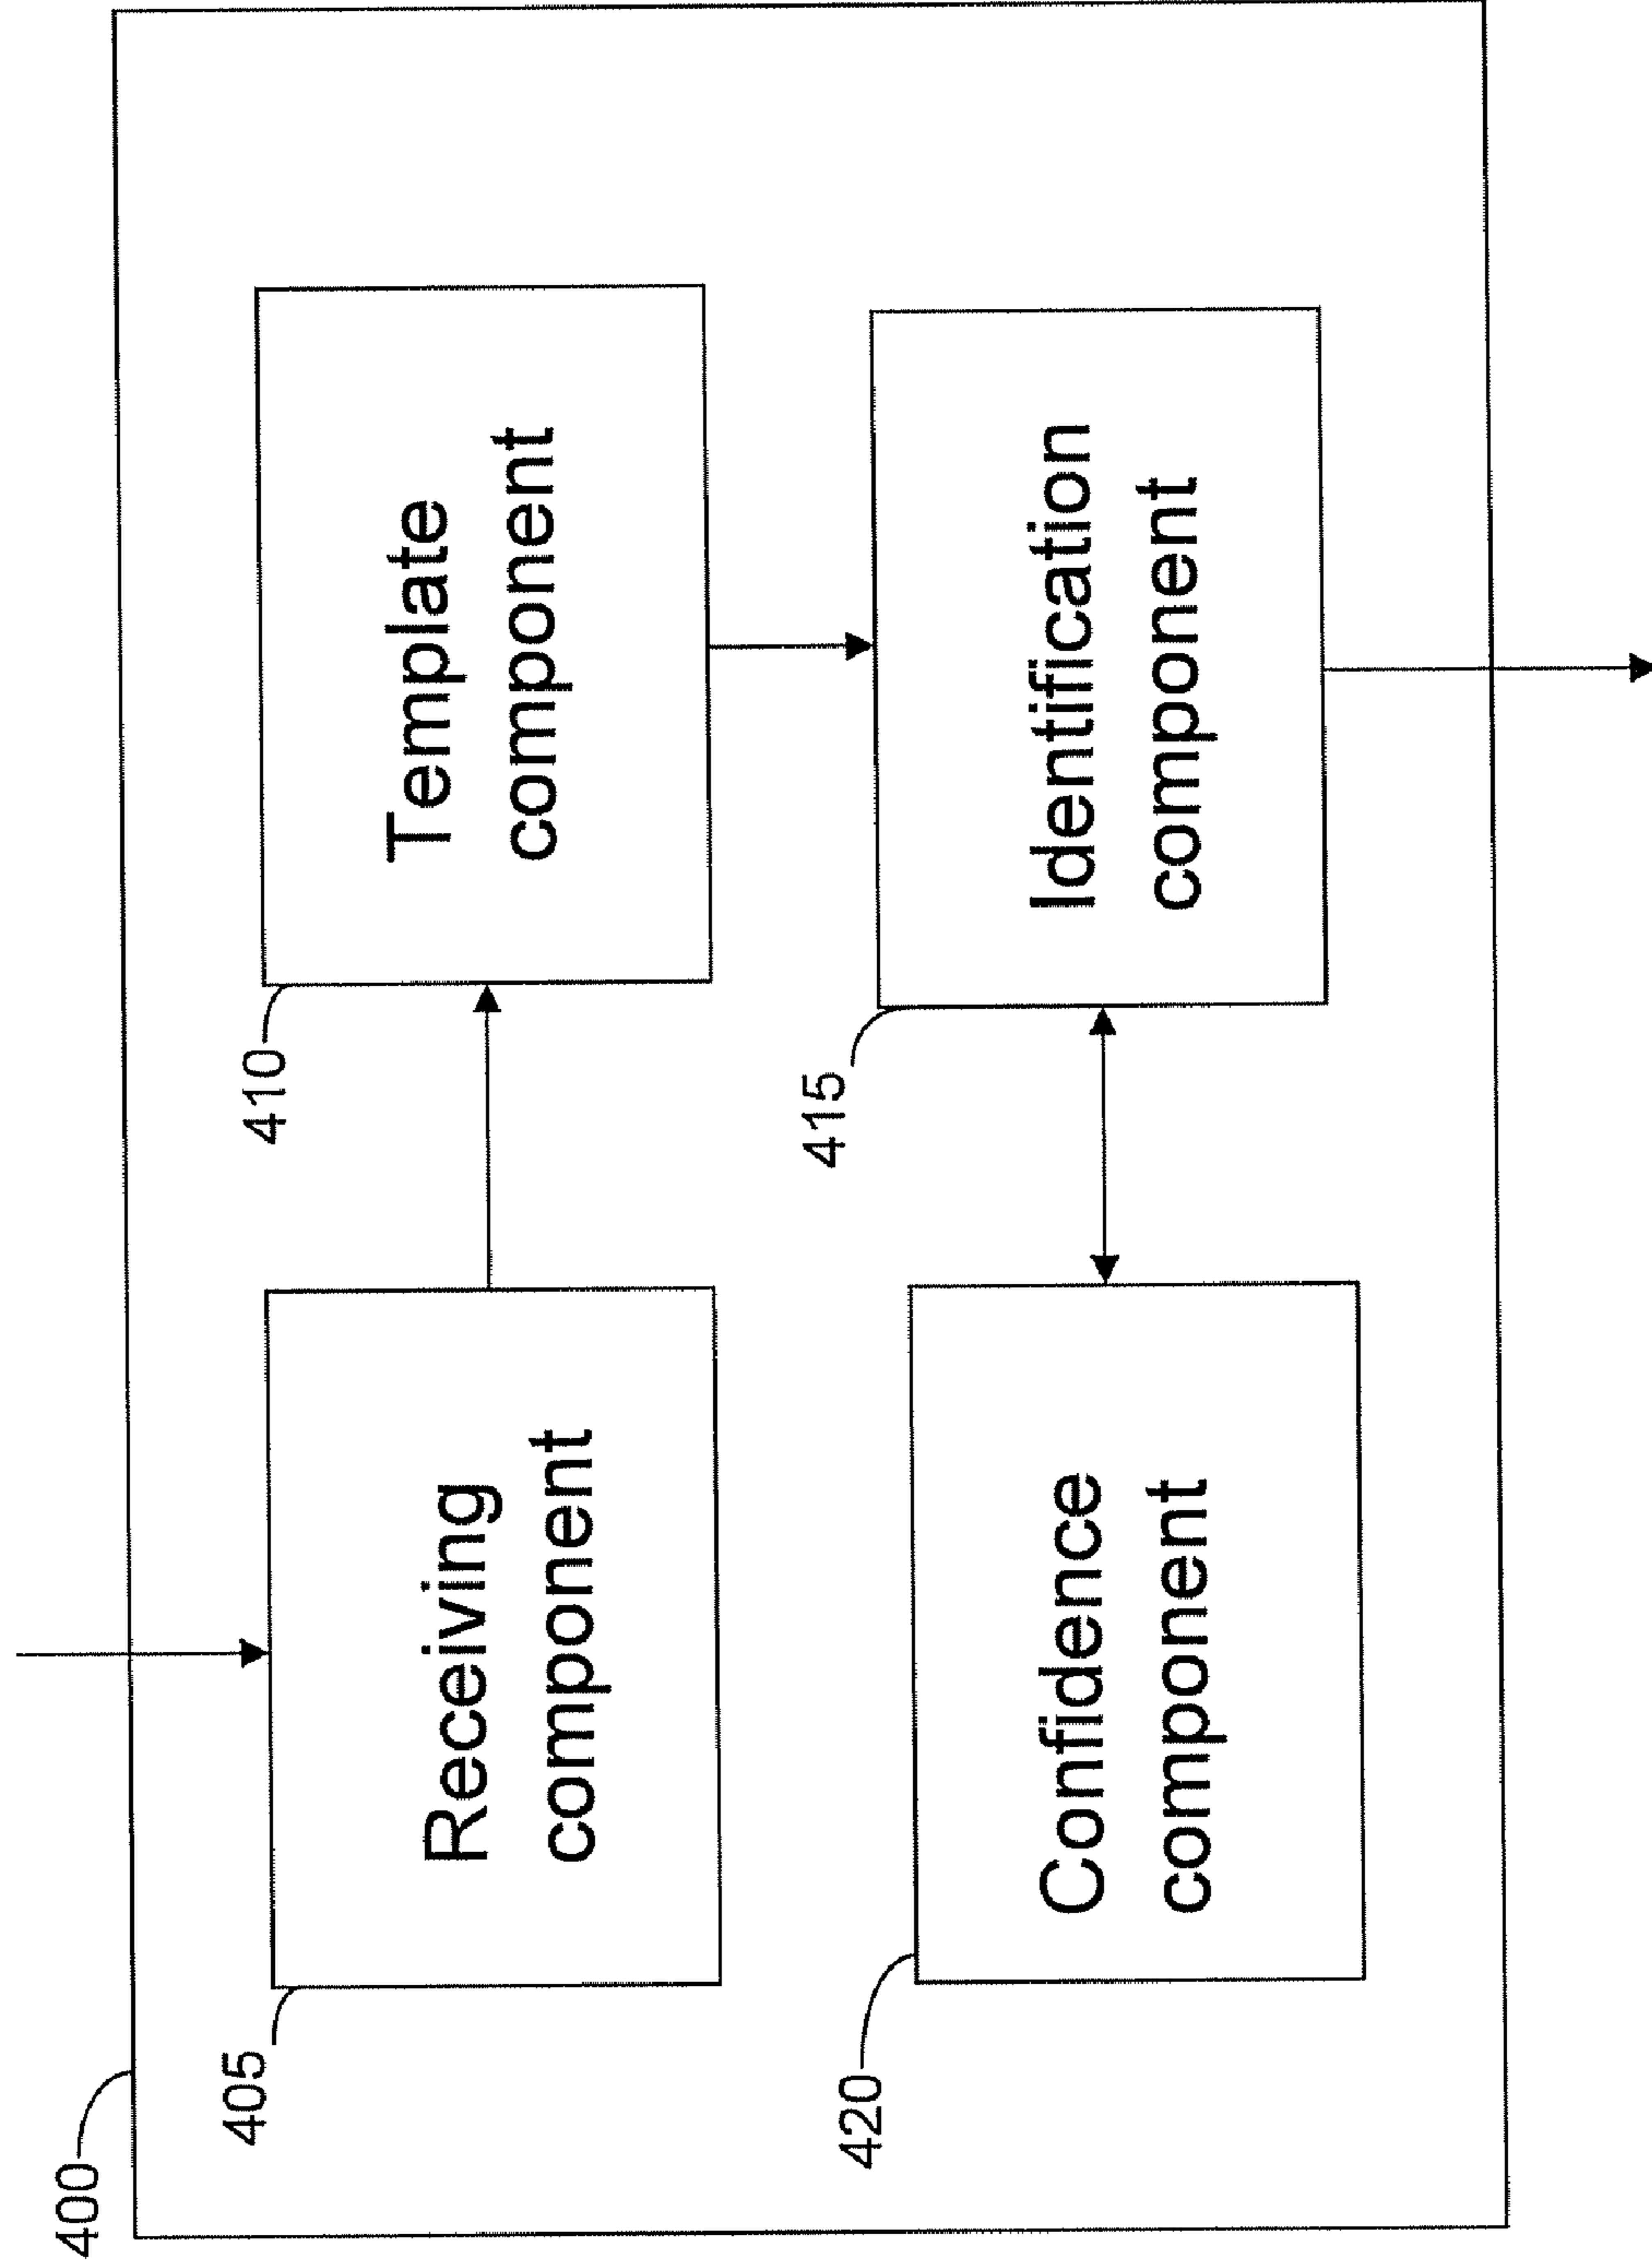 400
405
Receiving
component
410
Template
component
420
Confidence
component
415
Identification
component